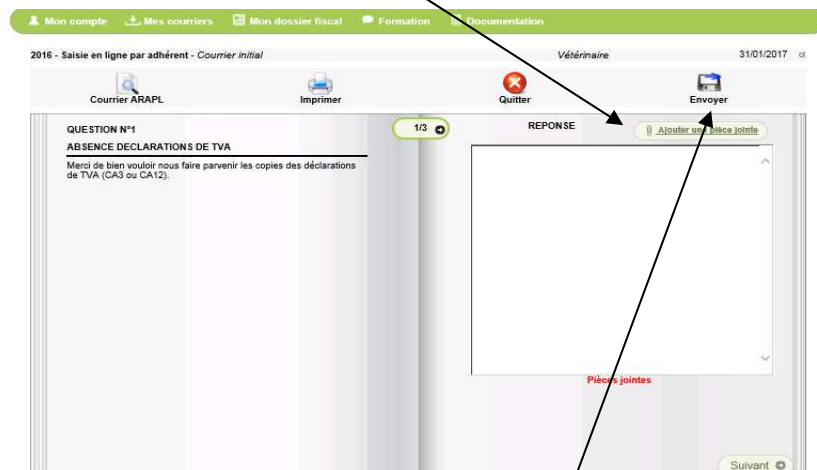 Mon compte Mes courriers Mon dossier fiscal Formation Documentation
2016 - Saisie en ligne par adhérent - Courrier initial Vétérinaire 31/01/2017
Courrier ARAPL Imprimer Quitter Envoyer
QUESTION N°1 1/3 REPONSE Ajouter une pièce jointe
ABSENCE DECLARATIONS DE TVA
Merci de bien vouloir nous faire parvenir les copies des déclarations
de TVA (CA3 ou CA12).
Pièces jointes
Suivant